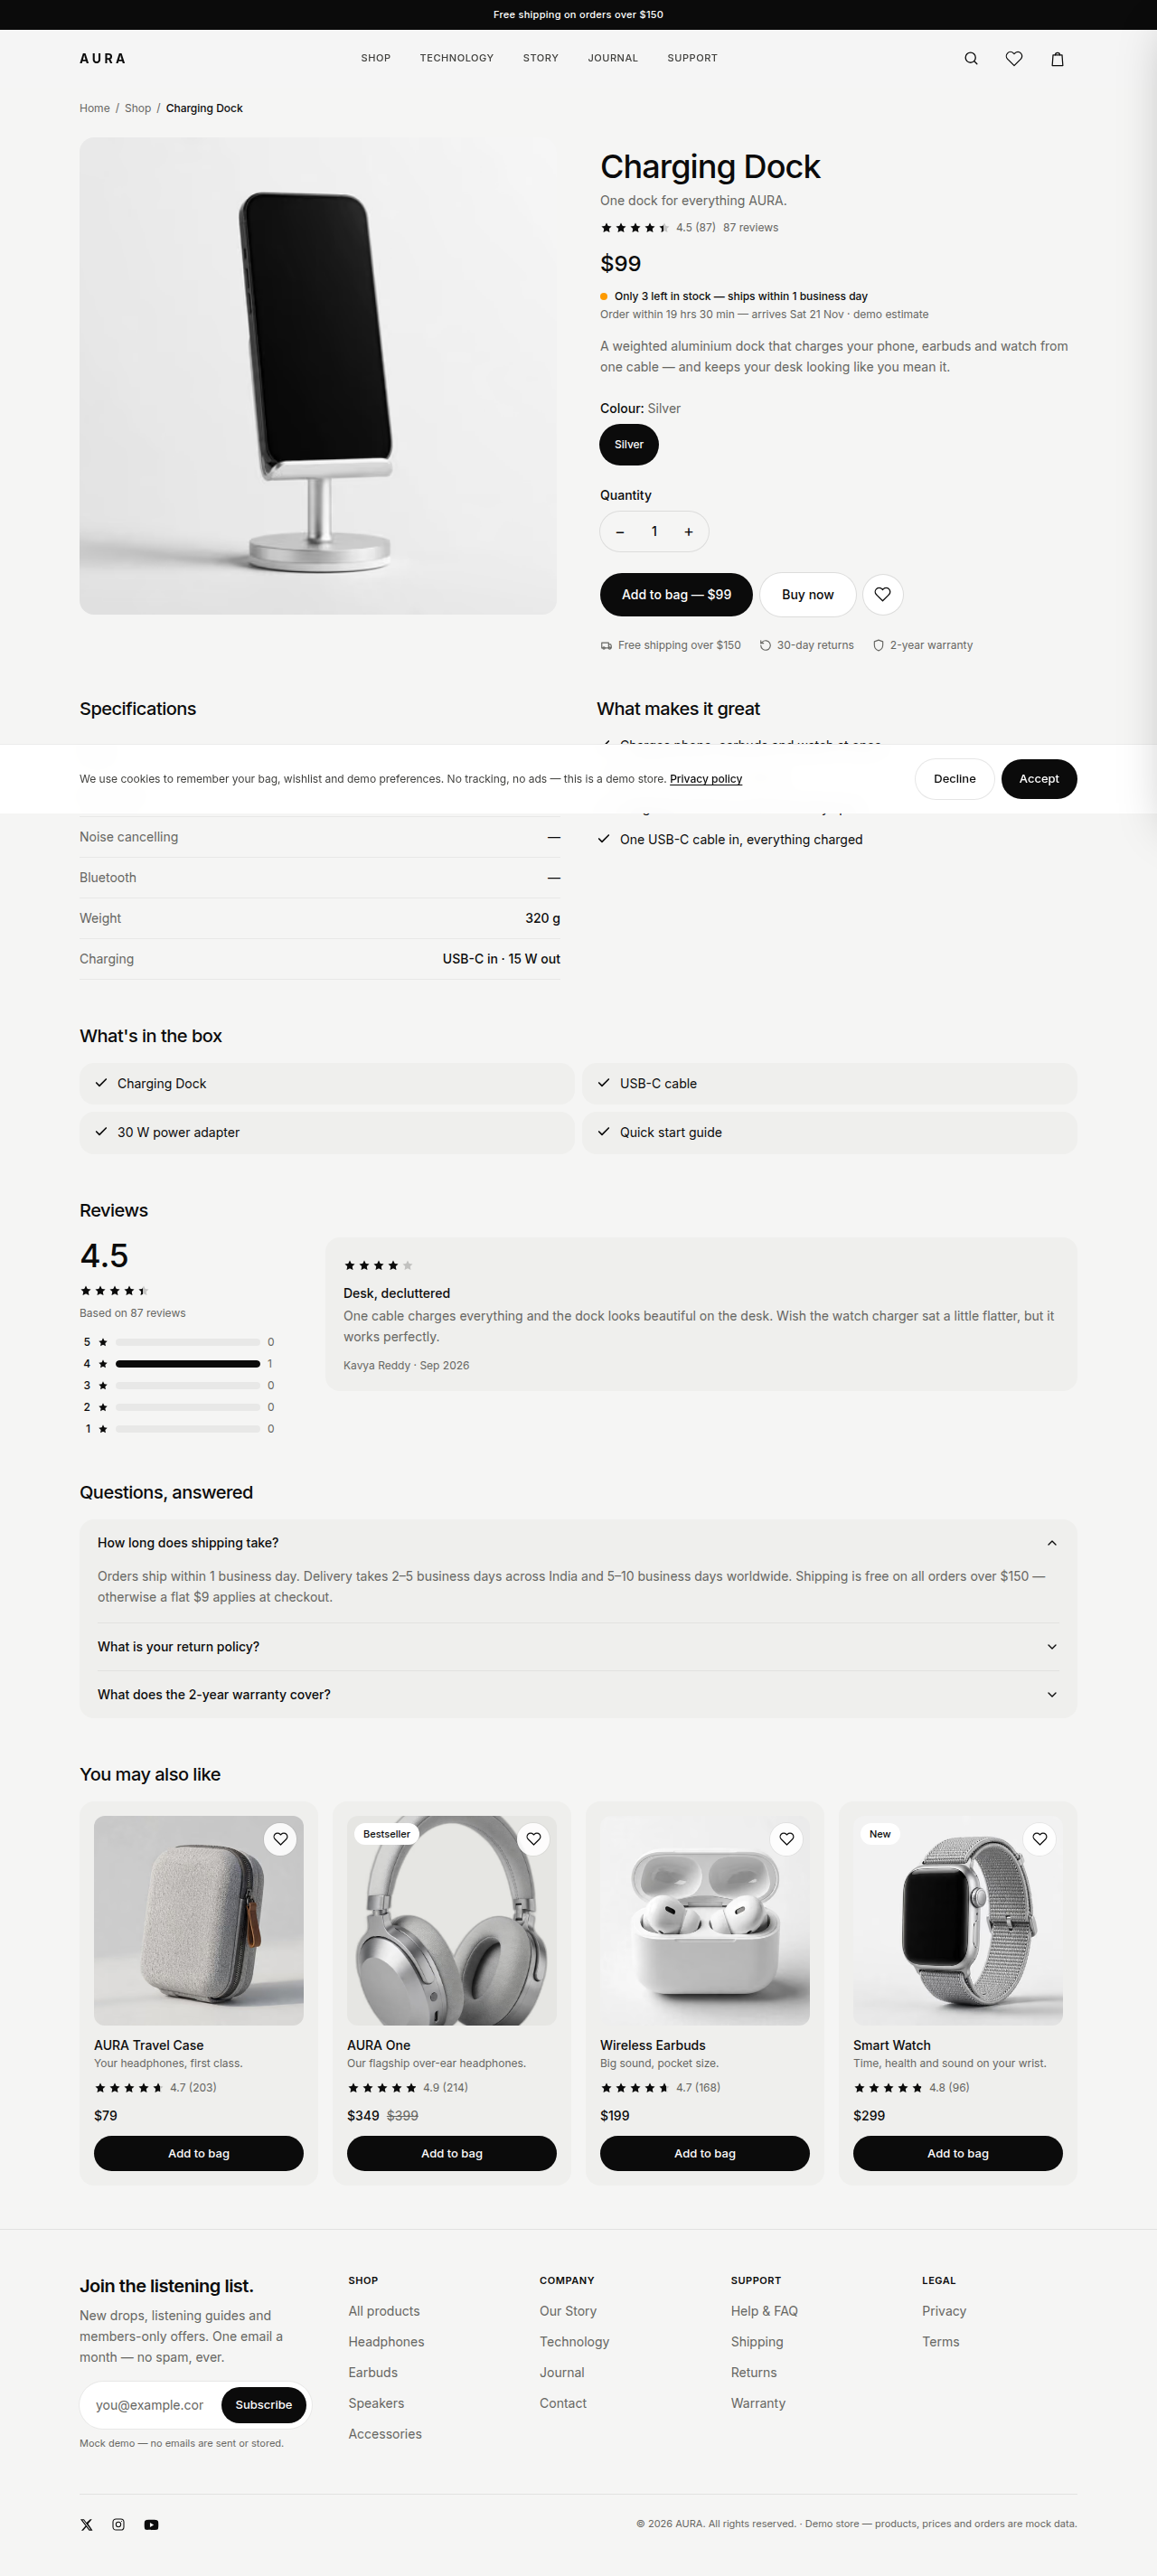 Free shipping on orders over $150
AURA
SHOP TECHNOLOGY STORY JOURNAL SUPPORT
Home / Shop / Charging Dock
Charging Dock
One dock for everything AURA.
4.5 (87) 87 reviews
$99
Only 3 left in stock — ships within 1 business day
Order within 19 hrs 30 min — arrives Sat 21 Nov · demo estimate
A weighted aluminium dock that charges your phone, earbuds and watch from
one cable — and keeps your desk looking like you mean it.
Colour: Silver
Silver
Quantity
− 1 +
Add to bag — $99
Buy now
Free shipping over $150
30-day returns
2-year warranty
Specifications
What makes it great
We use cookies to remember your bag, wishlist and demo preferences. No tracking, no ads — this is a demo store. Privacy policy
Decline
Accept
One USB-C cable in, everything charged
Noise cancelling —
Bluetooth —
Weight 320 g
Charging USB-C in · 15 W out
What's in the box
Charging Dock
USB-C cable
30 W power adapter
Quick start guide
Reviews
4.5
Based on 87 reviews
5 0
4 1
3 0
2 0
1 0
Desk, decluttered
One cable charges everything and the dock looks beautiful on the desk. Wish the watch charger sat a little flatter, but it
works perfectly.
Kavya Reddy · Sep 2026
Questions, answered
How long does shipping take?
Orders ship within 1 business day. Delivery takes 2–5 business days across India and 5–10 business days worldwide. Shipping is free on all orders over $150 —
otherwise a flat $9 applies at checkout.
What is your return policy?
What does the 2-year warranty cover?
You may also like
AURA Travel Case
Your headphones, first class.
4.7 (203)
$79
Add to bag
Bestseller
AURA One
Our flagship over-ear headphones.
4.9 (214)
$349 $399
Add to bag
Wireless Earbuds
Big sound, pocket size.
4.7 (168)
$199
Add to bag
New
Smart Watch
Time, health and sound on your wrist.
4.8 (96)
$299
Add to bag
Join the listening list.
New drops, listening guides and
members-only offers. One email a
month — no spam, ever.
you@example.cor
Subscribe
Mock demo — no emails are sent or stored.
SHOP
All products
Headphones
Earbuds
Speakers
Accessories
COMPANY
Our Story
Technology
Journal
Contact
SUPPORT
Help & FAQ
Shipping
Returns
Warranty
LEGAL
Privacy
Terms
© 2026 AURA. All rights reserved. · Demo store — products, prices and orders are mock data.